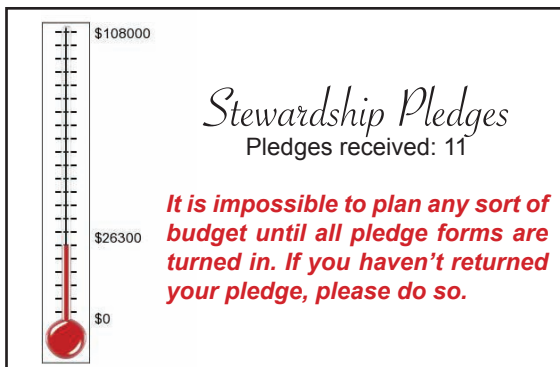 $108000
Stewardship Pledges
Pledges received: 11
It is impossible to plan any sort of
budget until all pledge forms are
turned in. If you haven’t returned
your pledge, please do so.
$26300
$0